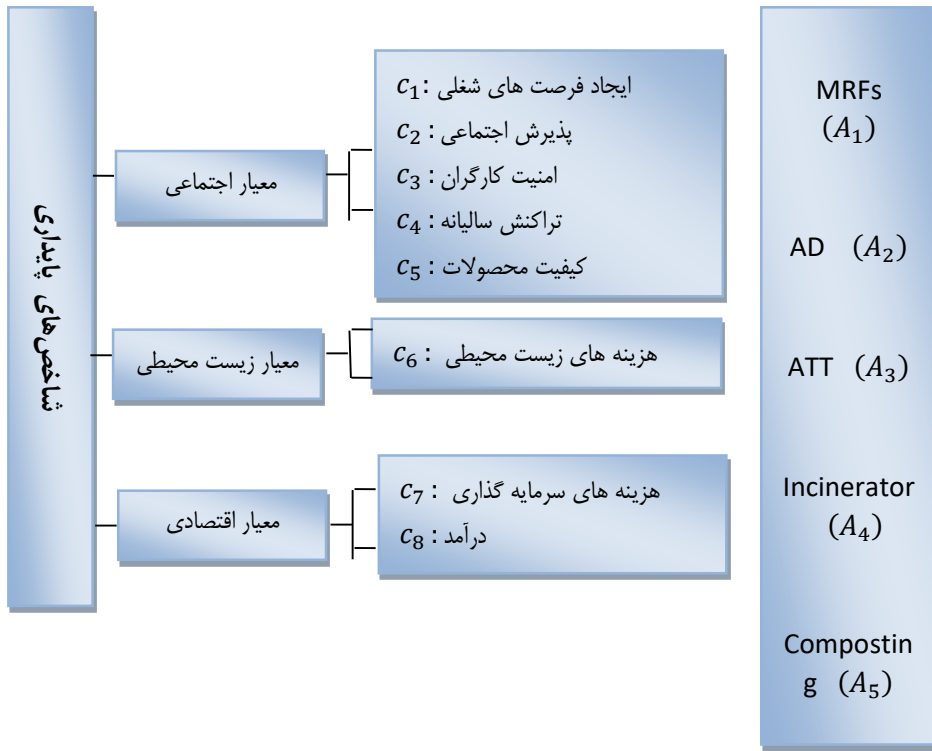 شاخص‌های پایداری
معیار اجتماعی
c₁: ایجاد فرصت های شغلی
c₂ : پذیرش اجتماعی
c₃ : امنیت کارگران
c₄ : تراکنش سالیانه
c₅ : کیفیت محصولات
معیار زیست محیطی
c₆ : هزینه های زیست محیطی
معیار اقتصادی
c₇ : هزینه های سرمایه گذاری
c₈ : درآمد
MRFs
(A₁)
AD (A₂)
ATT (A₃)
Incinerator
(A₄)
Compostin
g (A₅)